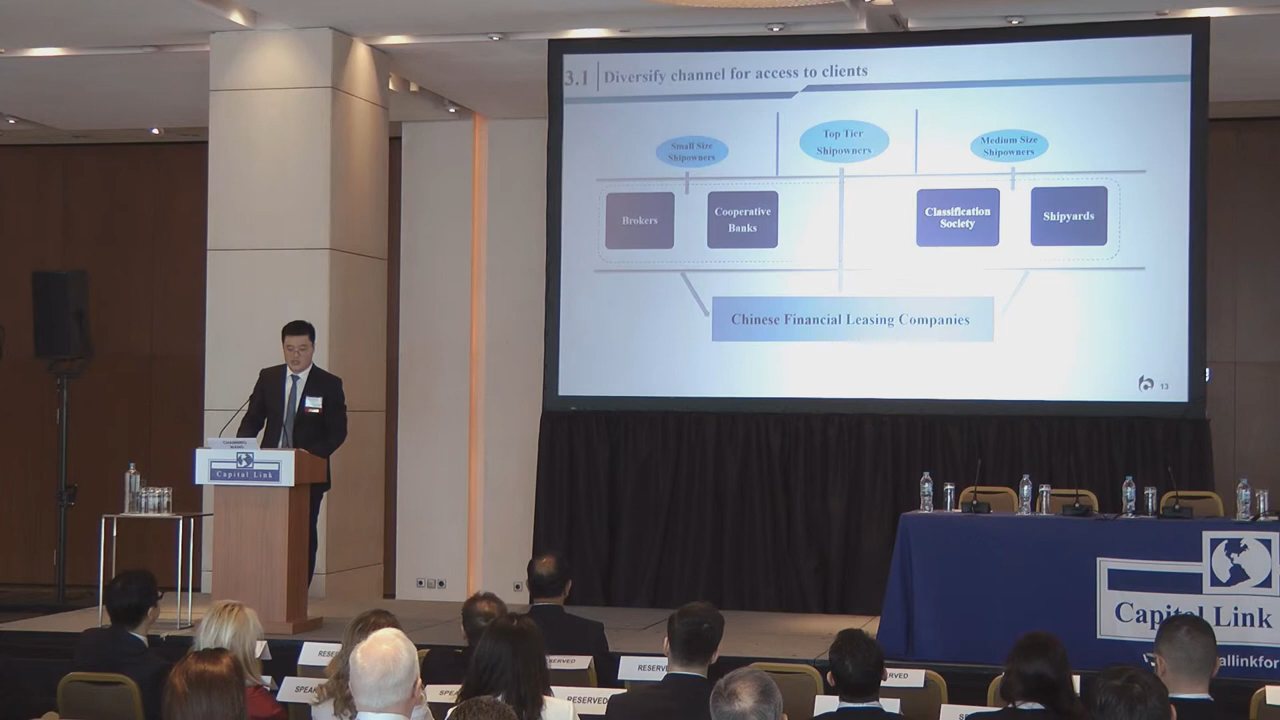 3.1 Diversify channel for access to clients
Small Size
Shipowners
Top Tier
Shipowners
Medium Size
Shipowners
Brokers
Cooperative
Banks
Classification
Society
Shipyards
Chinese Financial Leasing Companies
13
Capital Link
Capital Link
RESERVED
RESERVED